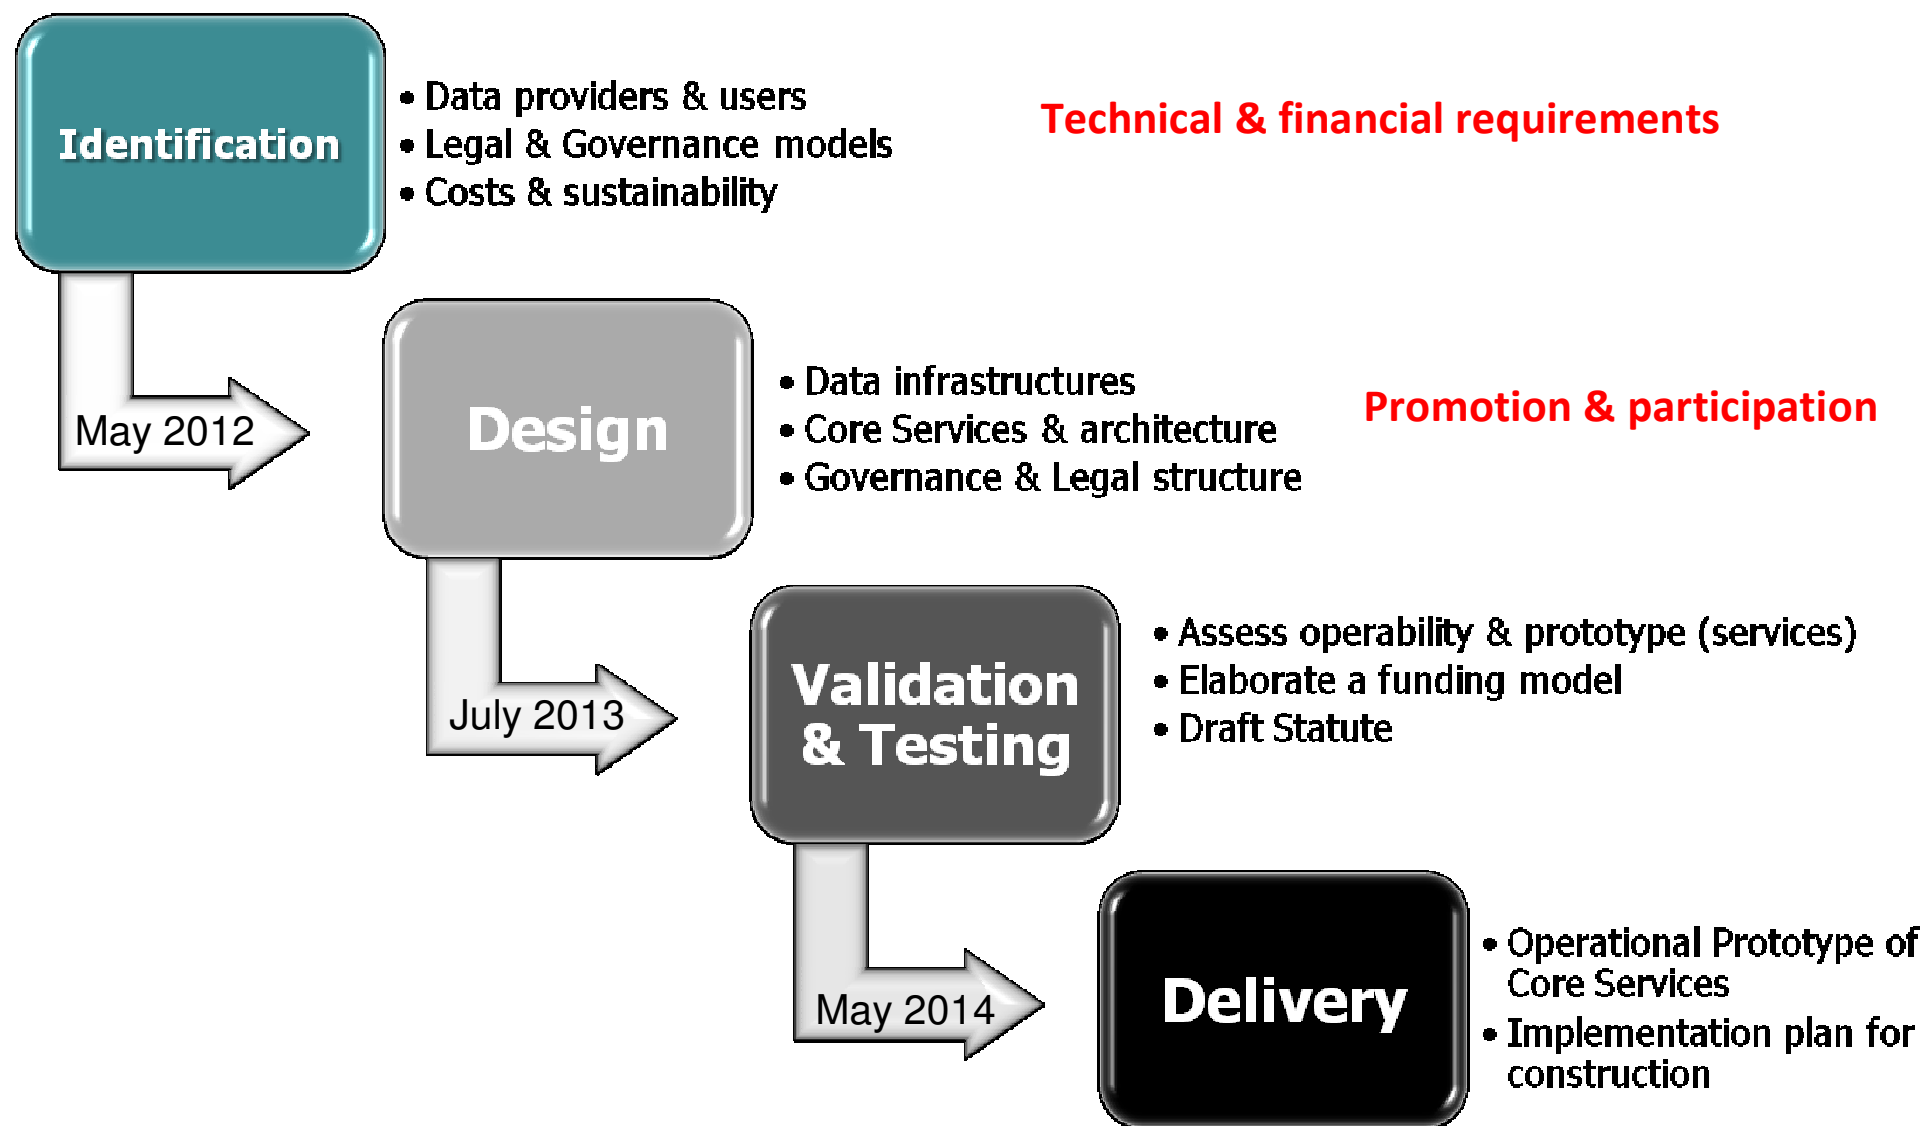 Identification
• Data providers & users
• Legal & Governance models
• Costs & sustainability
Technical & financial requirements
May 2012
Design
• Data infrastructures
• Core Services & architecture
• Governance & Legal structure
Promotion & participation
July 2013
Validation
& Testing
• Assess operability & prototype (services)
• Elaborate a funding model
• Draft Statute
May 2014
Delivery
• Operational Prototype of
Core Services
• Implementation plan for
construction